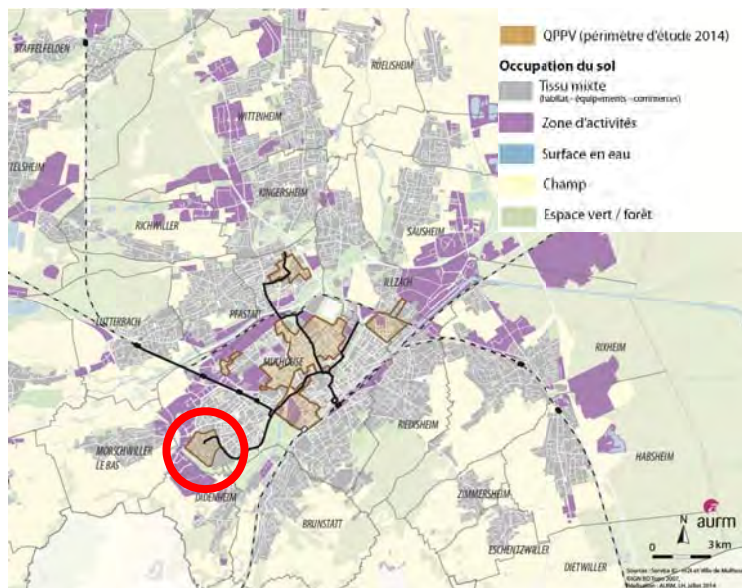 QPPV (périmètre d'étude 2014)
Occupation du sol
Tissu mixte
(habitat - équipements - commerces)
Zone d'activités
Surface en eau
Champ
Espace vert / forêt
STAFFELFELDEN
RUELISHEIM
WITTENHEIM
TELSHEIM
KINGERSHEIM
RICHWILLER
SAUSHEIM
ILLZACH
PFASTATT
LUTTERBACH
MULHOUSE
RIXHEIM
RIEDISHEIM
MORSCHWILLER
LE BAS
HABSHEIM
DIDENHEIM
ZIMMERSHEIM
BRUNSTATT
ESCHENTZWILLER
DIETWILLER
aurm
N
0 3km